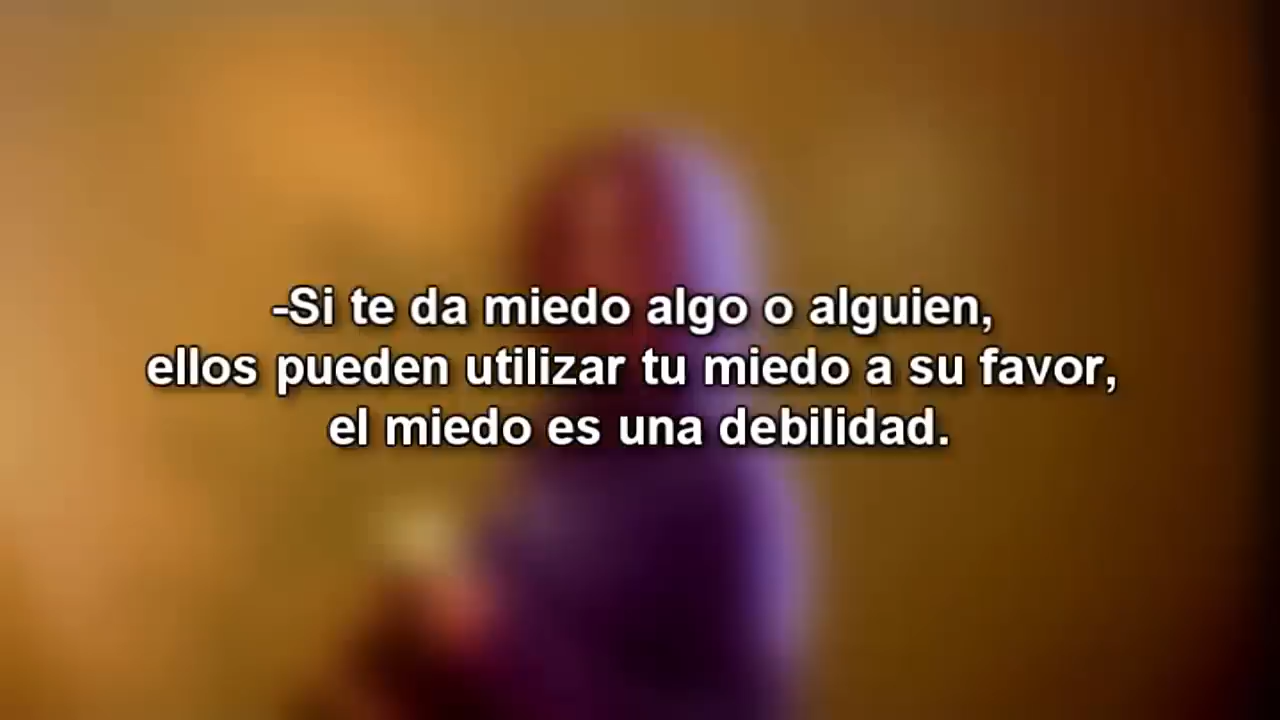 -Si te da miedo algo o alguien,
ellos pueden utilizar tu miedo a su favor,
el miedo es una debilidad.